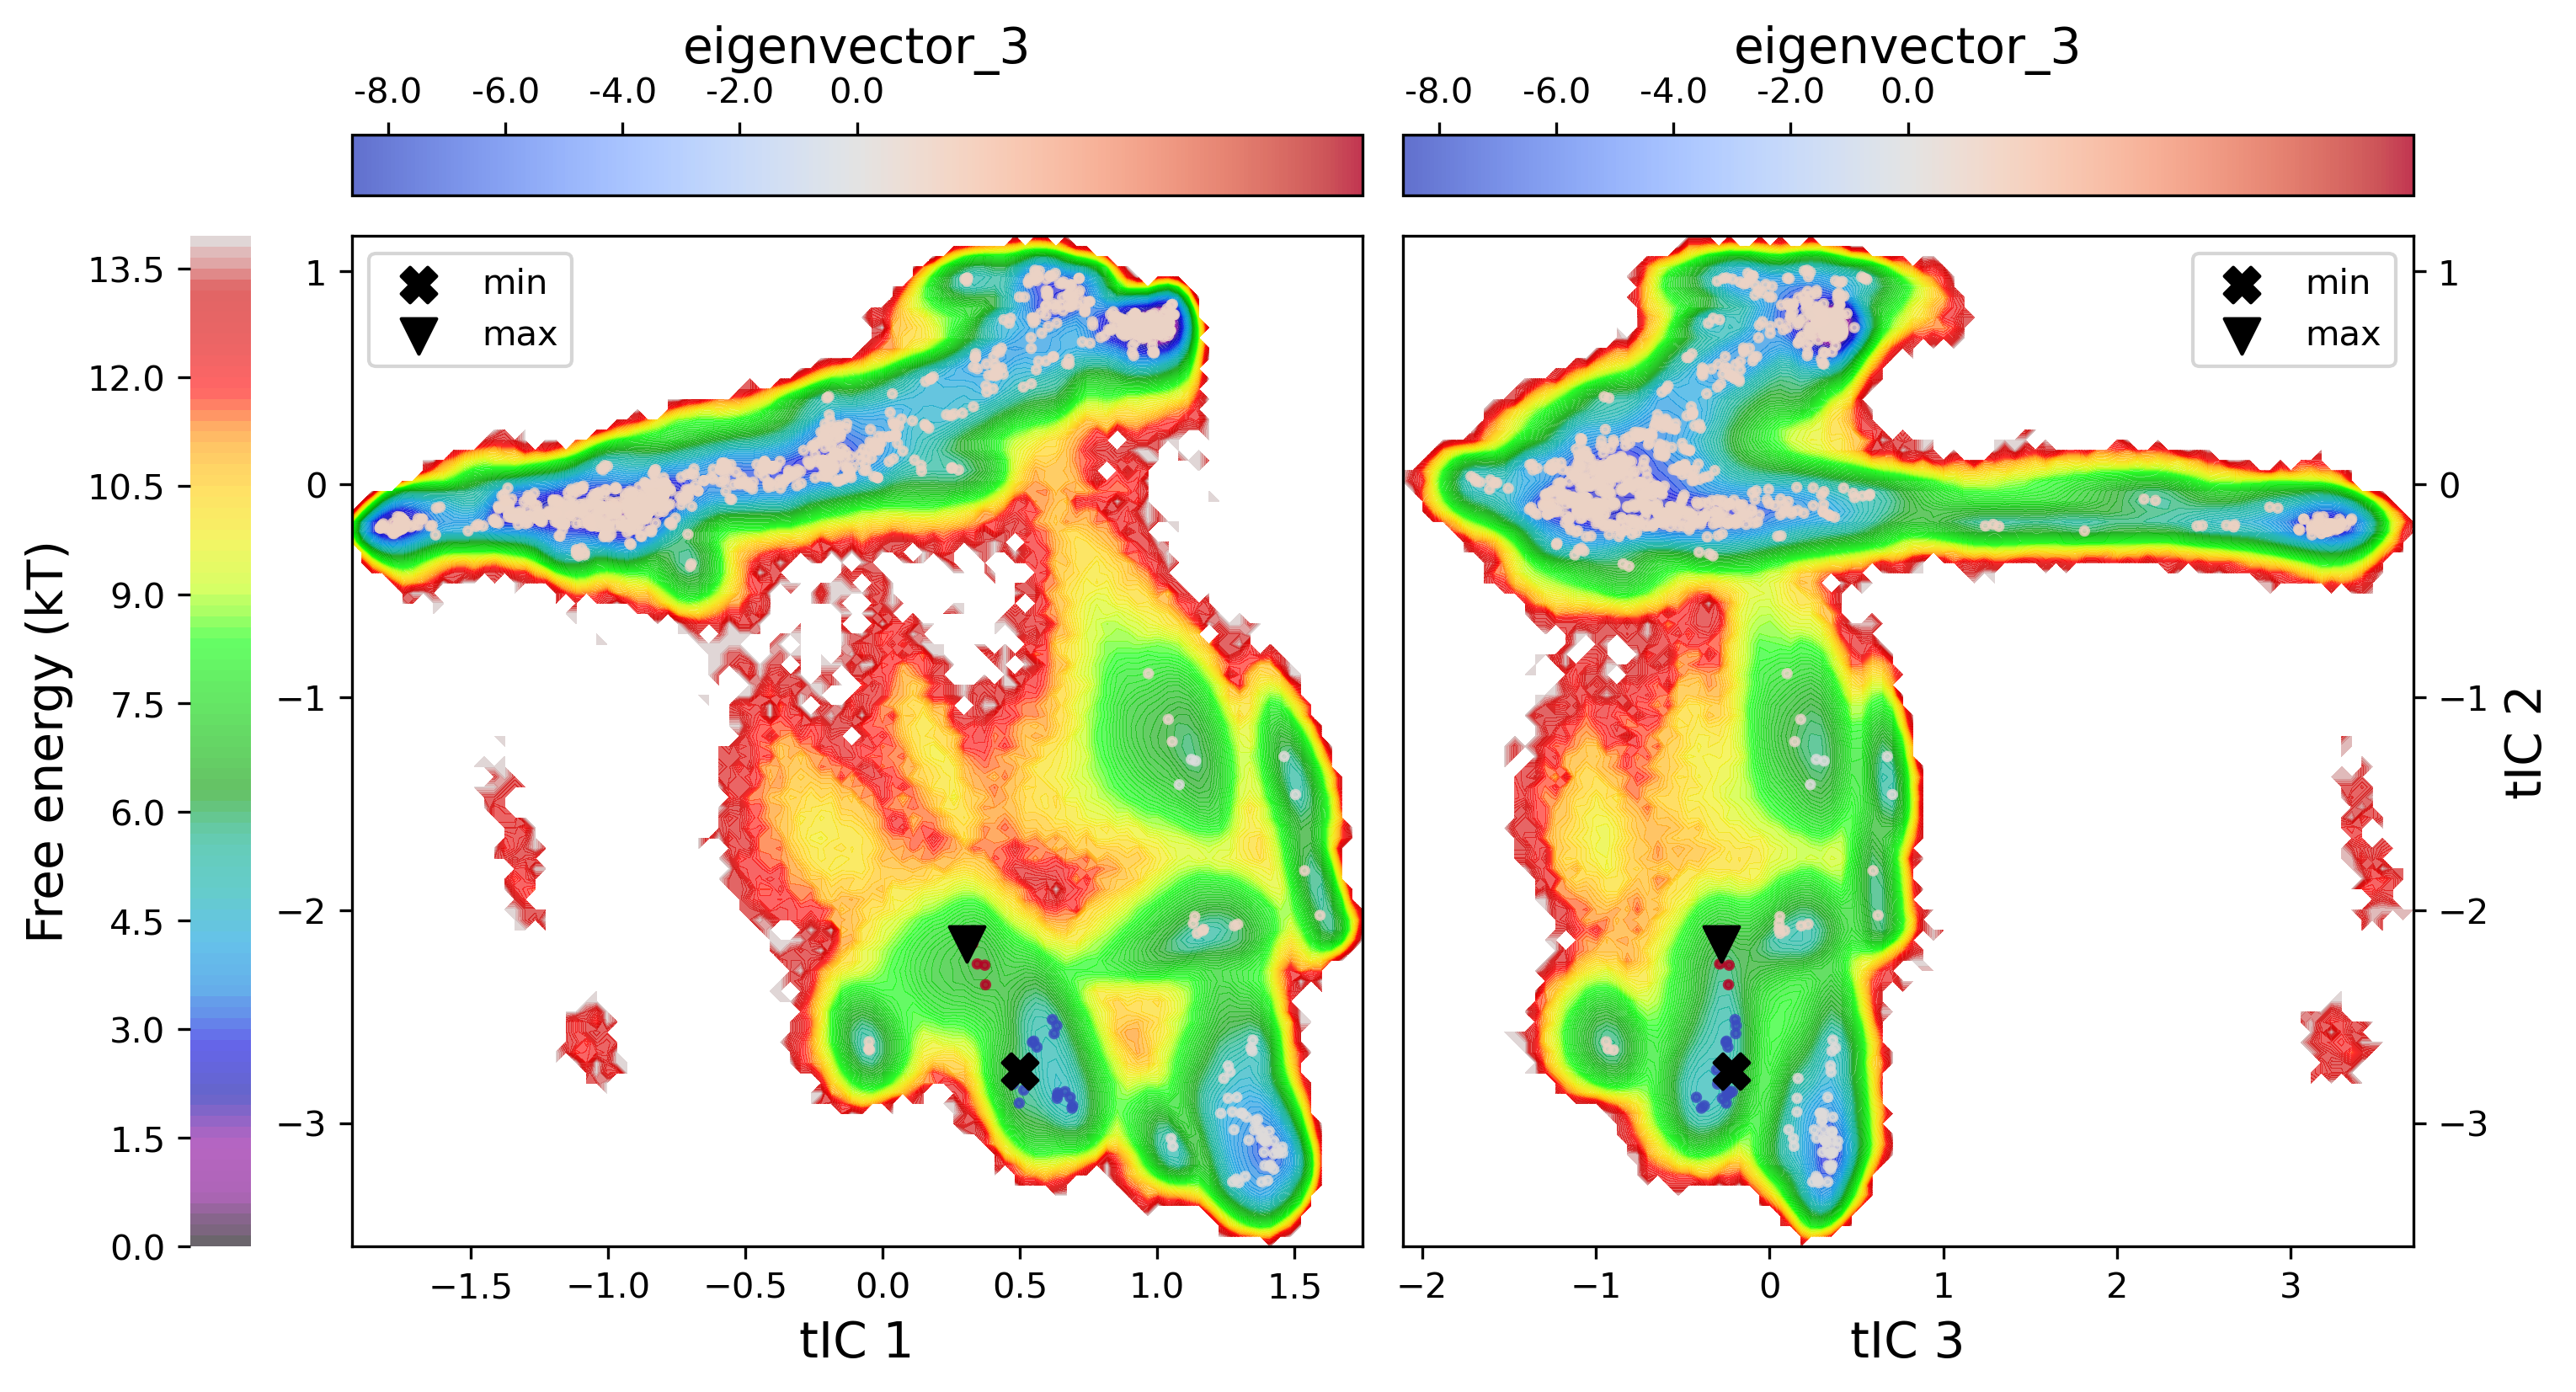 eigenvector_3
-8.0 -6.0 -4.0 -2.0 0.0
eigenvector_3
-8.0 -6.0 -4.0 -2.0 0.0
Free energy (kT)
13.5
12.0
10.5
9.0
7.5
6.0
4.5
3.0
1.5
0.0
min
max
1
0
−1
−2
−3
−1.5 −1.0 −0.5 0.0 0.5 1.0 1.5
tIC 1
min
max
1
0
−1
−2
−3
tIC 2
−2 −1 0 1 2 3
tIC 3